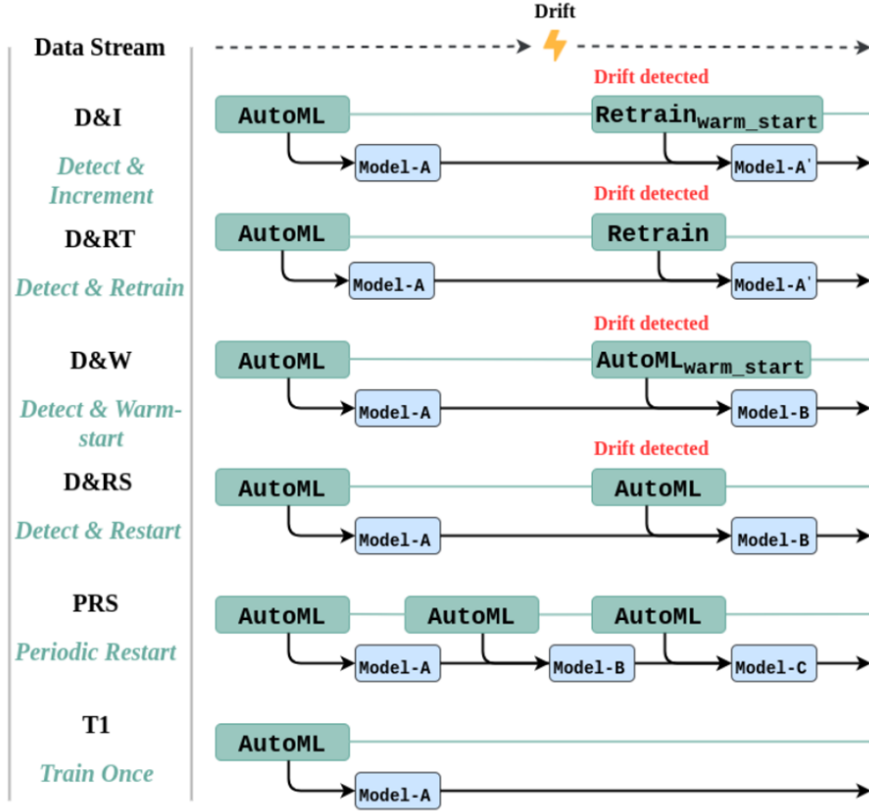 Drift
Data Stream
Drift detected
D&I
AutoML
Retrainwarm_start
Detect &
Increment
Model-A
Model-A'
Drift detected
D&RT
AutoML
Retrain
Detect & Retrain
Model-A
Model-A'
Drift detected
D&W
AutoML
AutoMLwarm_start
Detect & Warm-
start
Model-A
Model-B
Drift detected
D&RS
AutoML
AutoML
Detect & Restart
Model-A
Model-B
PRS
AutoML
AutoML
AutoML
Periodic Restart
Model-A
Model-B
Model-C
T1
AutoML
Train Once
Model-A